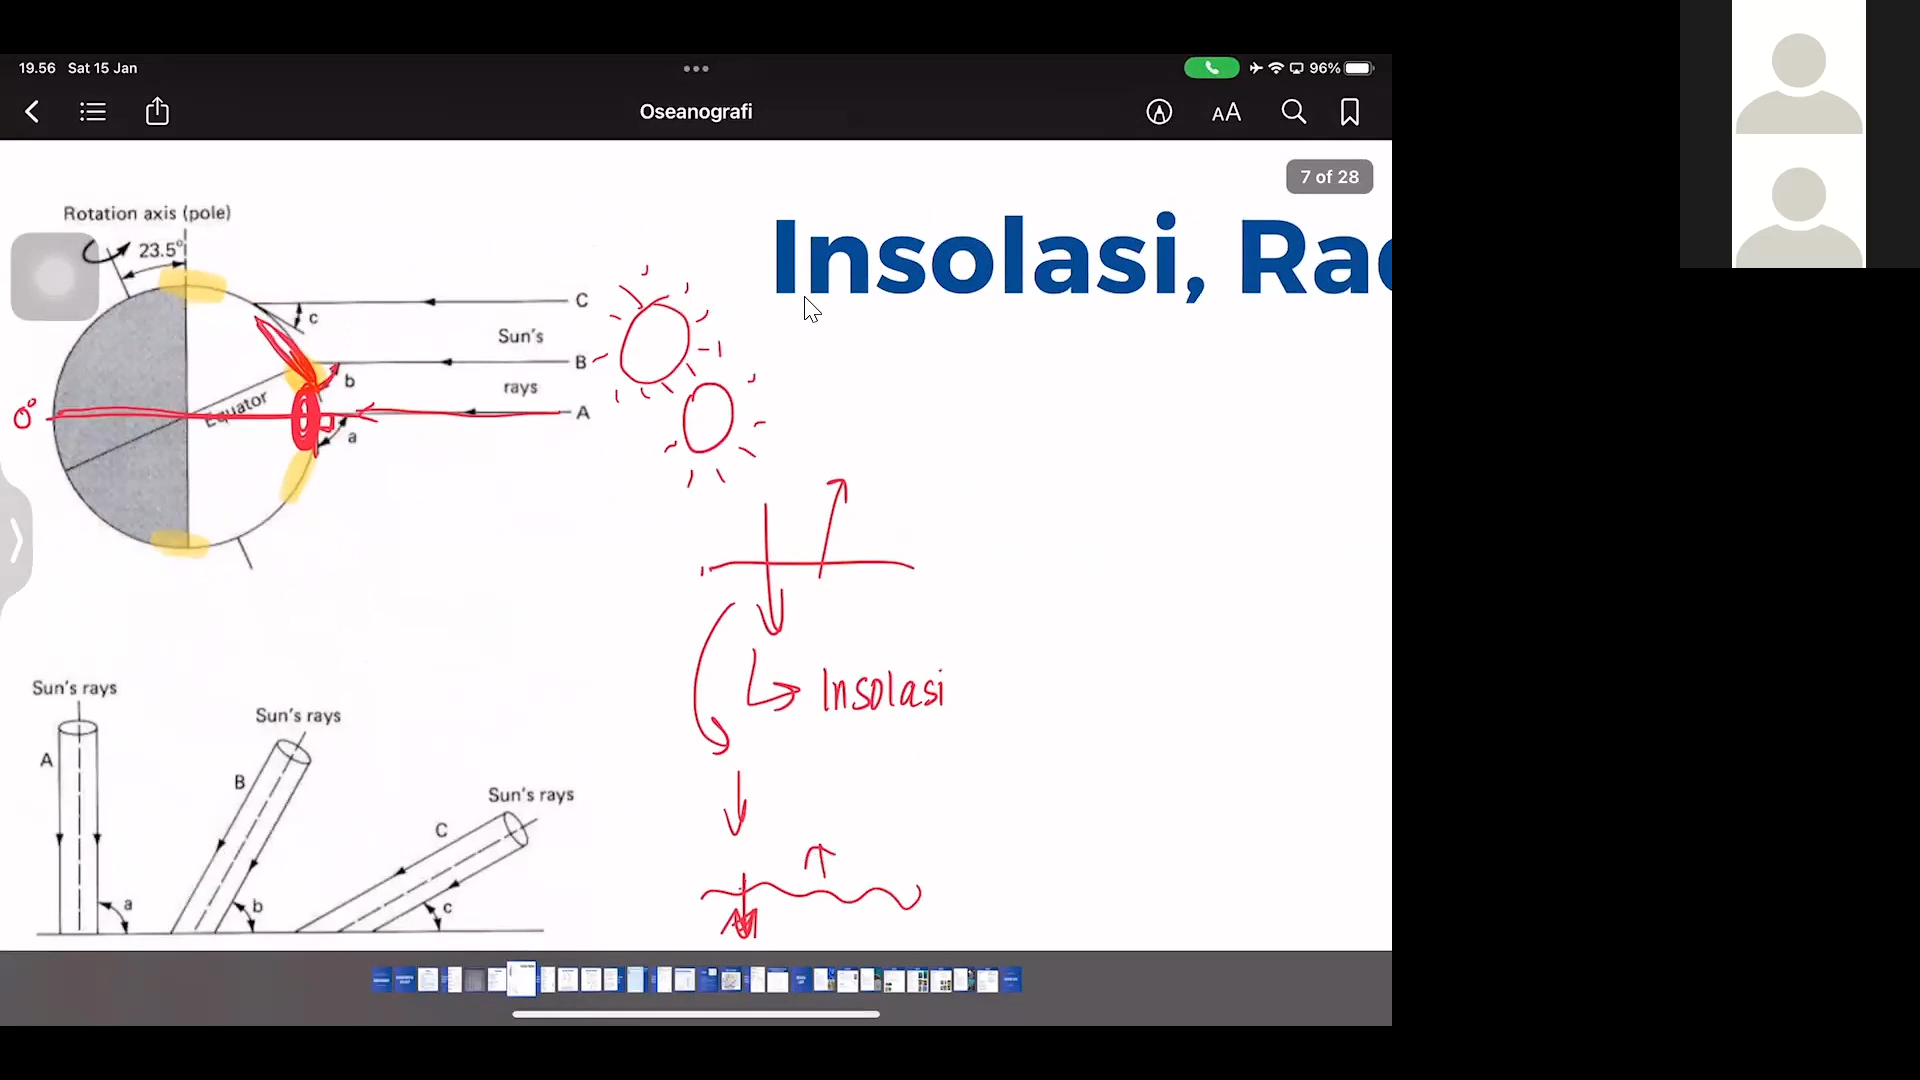 19.56 Sat 15 Jan
96%
Oseanografi
AA
7 of 28
Insolasi, Ra
Rotation axis (pole)
23.5°
C
c
Sun's
B
b
rays
Equator
0°
A
a
Insolasi
Sun's rays
Sun's rays
Sun's rays
A
B
C
a
b
c